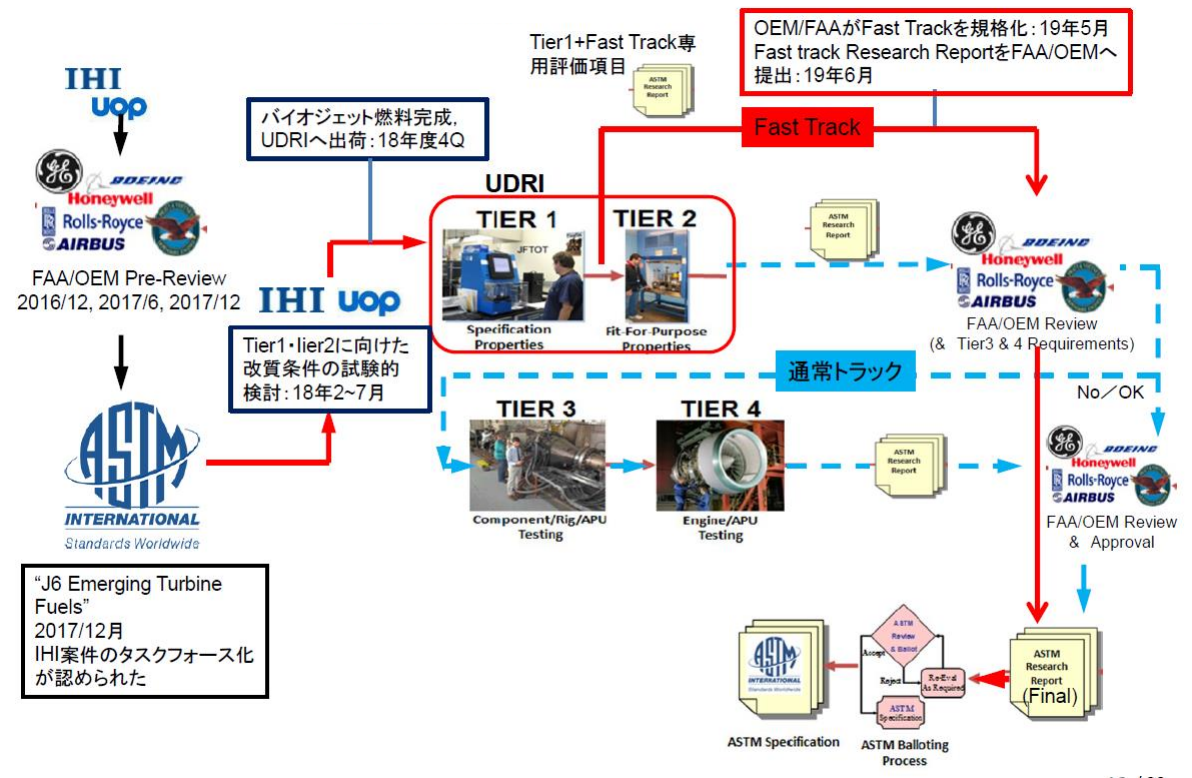 IHI
uop
GE
BOEING
Honeywell
Rolls-Royce
AIRBUS
FAA/OEM Pre-Review
2016/12, 2017/6, 2017/12
ASTM
INTERNATIONAL
Standards Worldwide
“J6 Emerging Turbine
Fuels”
2017/12月
IHI案件のタスクフォース化
が認められた
バイオジェット燃料完成,
UDRIへ出荷:18年度4Q
IHI uop
Tier1・Iier2に向けた
改質条件の試験的
検討:18年2~7月
Tier1+Fast Track専
用評価項目
ASTM
Research
Report
OEM/FAAがFast Trackを規格化:19年5月
Fast track Research ReportをFAA/OEMへ
提出:19年6月
Fast Track
UDRI
TIER 1
JFTOT
Specification
Properties
TIER 2
Fit-For-Purpose
Properties
ASTM
Research
Report
GE
BOEING
Honeywell
Rolls-Royce
AIRBUS
FAA/OEM Review
(& Tier3 & 4 Requirements)
通常トラック
No/OK
TIER 3
Component/Rig/APU
Testing
TIER 4
Engine/APU
Testing
ASTM
Research
Report
GE
BOEING
Honeywell
Rolls-Royce
AIRBUS
FAA/OEM Review
& Approval
ASTM
Research
Report
(Final)
ASTM
Review
& Ballot
Accept
Reject
Re-Eval
As Required
ASTM
Specification
ASTM Balloting
Process
ASTM
INTERNATIONAL
Standards Worldwide
ASTM Specification